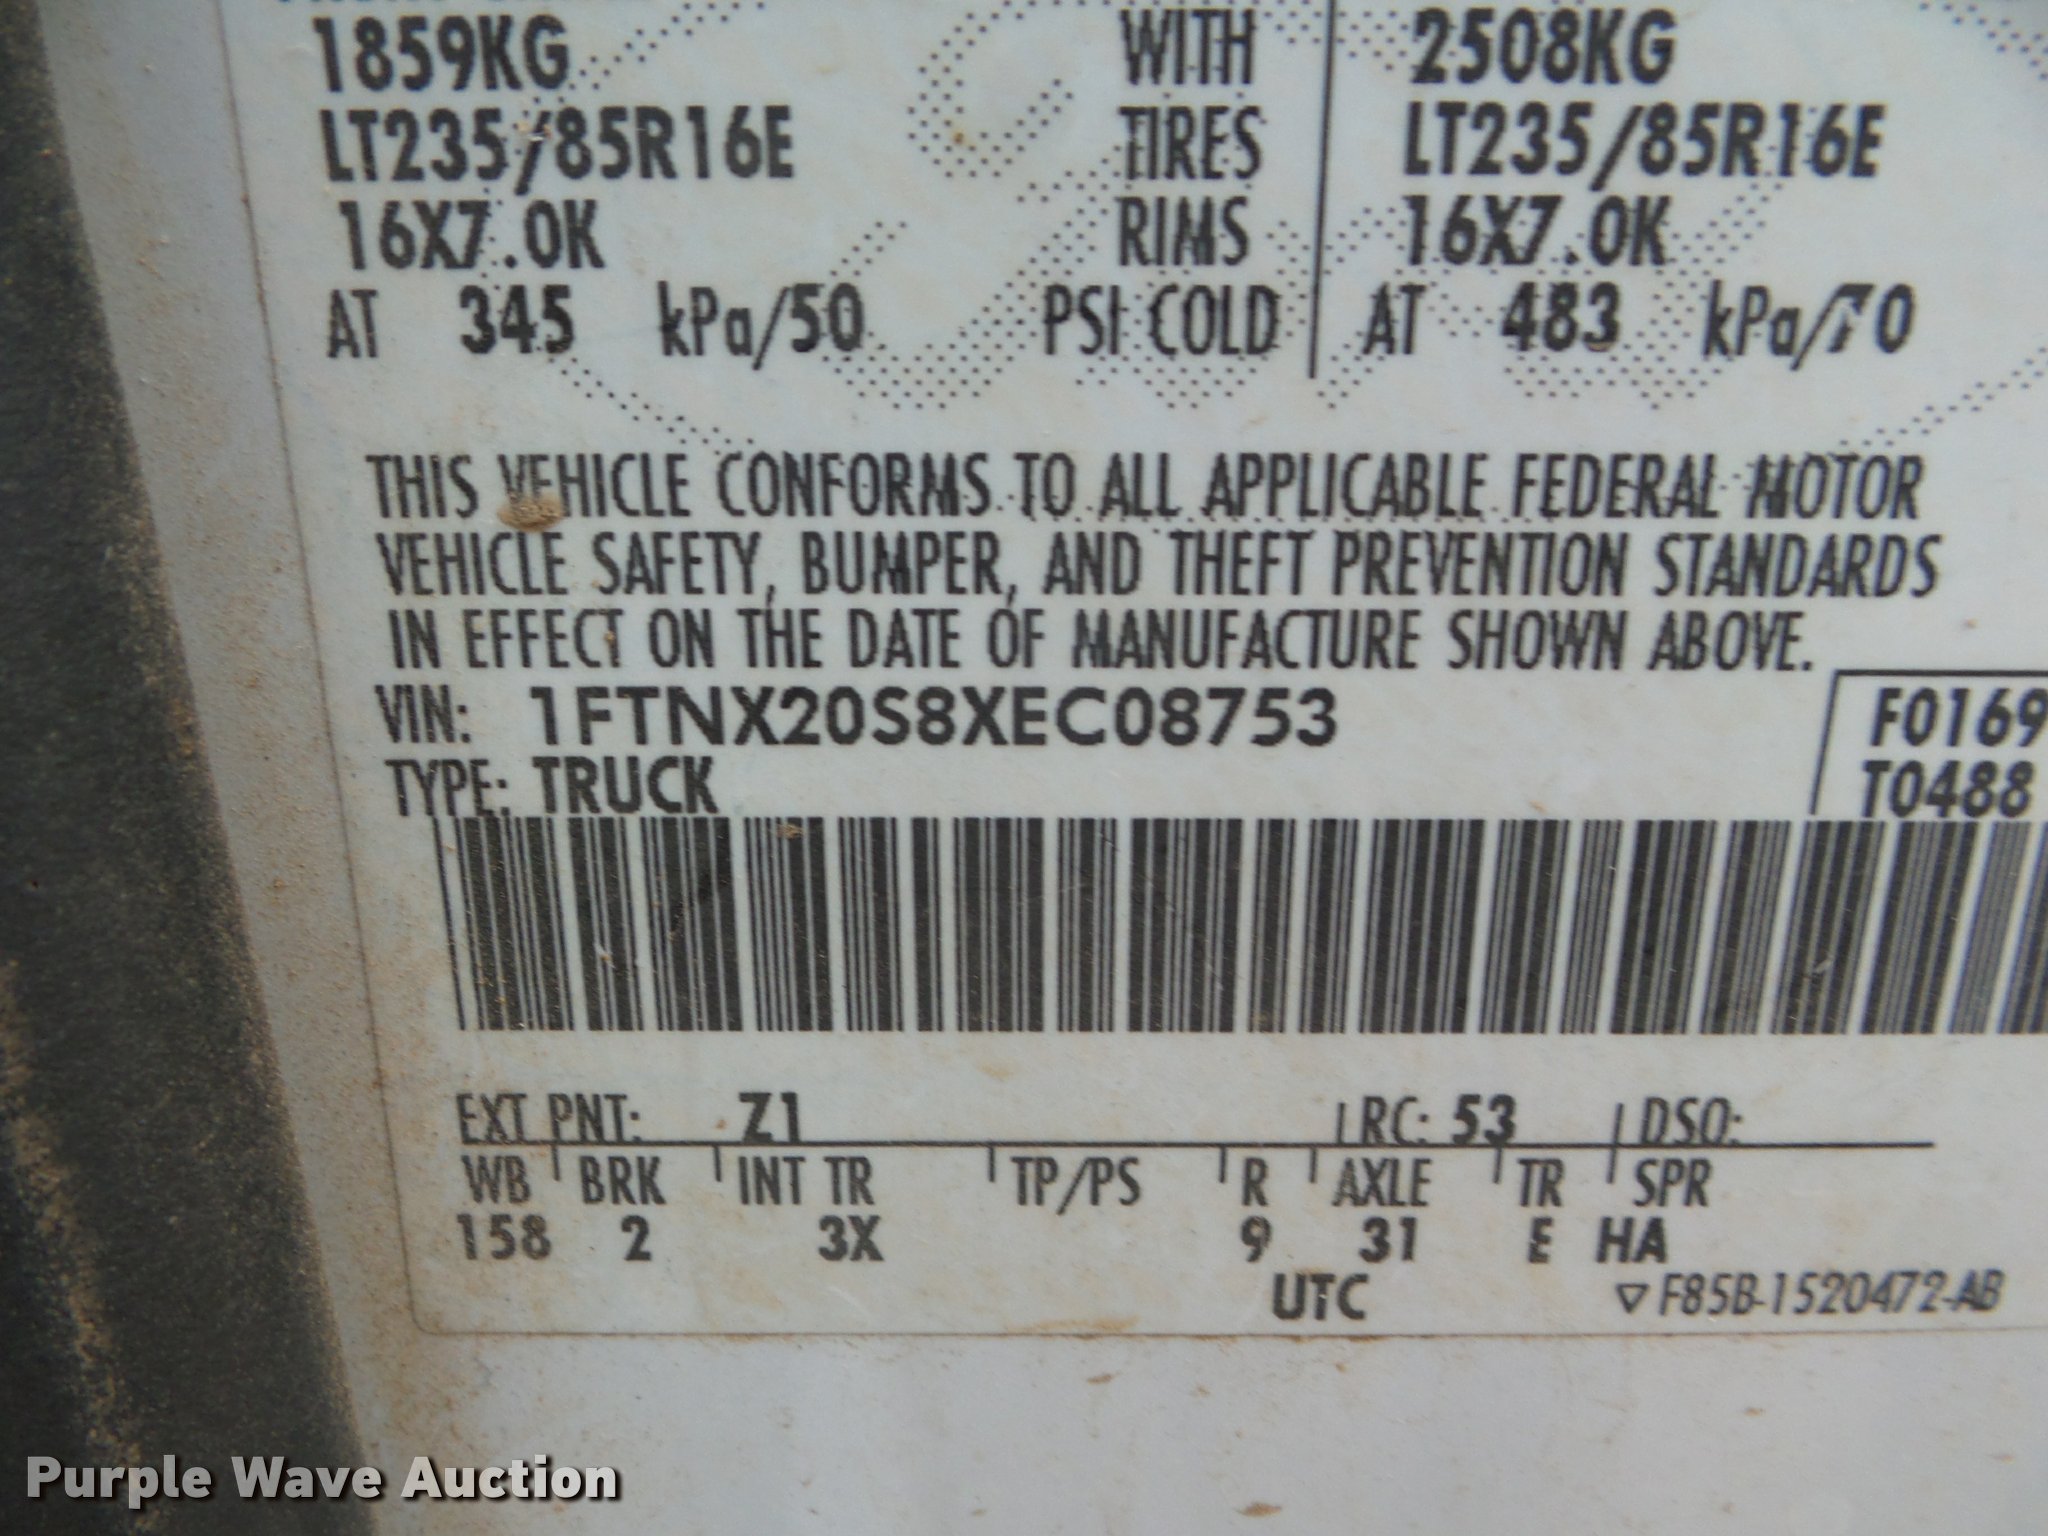 1859KG WITH 2508KG
LT235/85R16E TIRES LT235/85R16E
16X7.0K RIMS 16X7.0K
AT 345 kPa/50 PSI COLD AT 483 kPa/70
THIS VEHICLE CONFORMS TO ALL APPLICABLE FEDERAL MOTOR
VEHICLE SAFETY, BUMPER, AND THEFT PREVENTION STANDARDS
IN EFFECT ON THE DATE OF MANUFACTURE SHOWN ABOVE.
VIN: 1FTNX20S8XEC08753 F0169
TYPE: TRUCK T0488
EXT PNT: Z1 RC: 53 DSO:
WB BRK INT TR TP/PS R AXLE TR SPR
158 2 3X 9 31 E HA
UTC ▽ F85B-1520472-AB
Purple Wave Auction